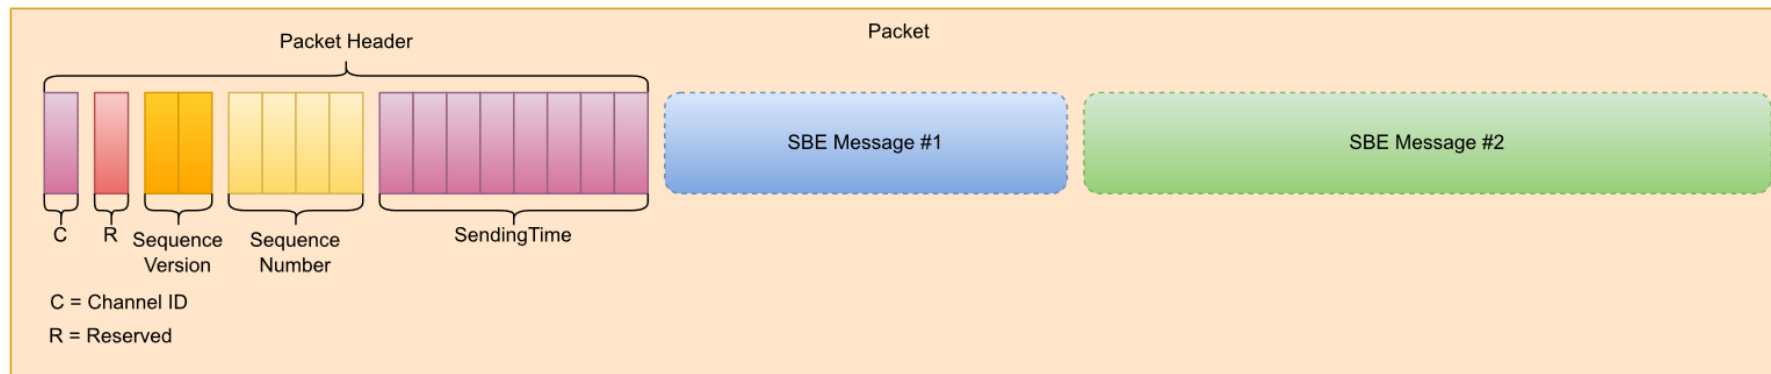 Packet
Packet Header
SBE Message #1
SBE Message #2
C
R
Sequence
Version
Sequence
Number
SendingTime
C = Channel ID
R = Reserved